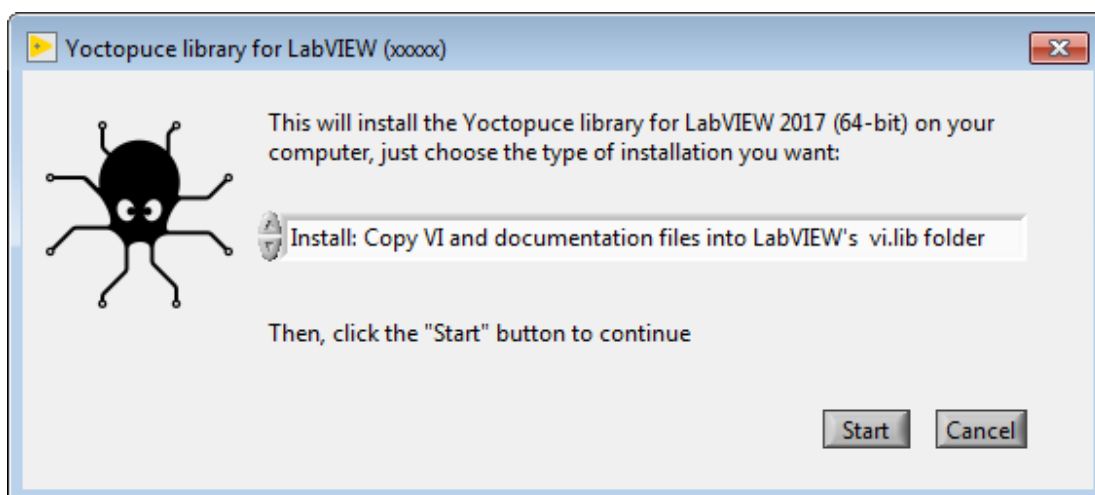 Yoctopuce library for LabVIEW (xxxxx)
This will install the Yoctopuce library for LabVIEW 2017 (64-bit) on your
computer, just choose the type of installation you want:
Install: Copy VI and documentation files into LabVIEW's  vi.lib folder
Then, click the "Start" button to continue
Start
Cancel